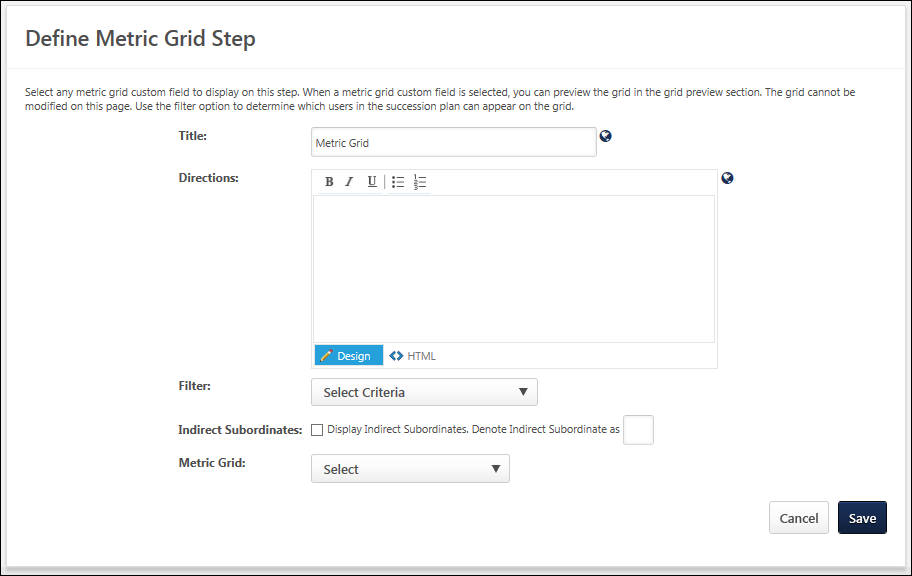 Define Metric Grid Step
Select any metric grid custom field to display on this step. When a metric grid custom field is selected, you can preview the grid in the grid preview section. The grid cannot be
modified on this page. Use the filter option to determine which users in the succession plan can appear on the grid.
Title:
Metric Grid
Directions:
B I U
Design HTML
Filter:
Select Criteria
Indirect Subordinates: Display Indirect Subordinates. Denote Indirect Subordinate as
Metric Grid:
Select
Cancel Save